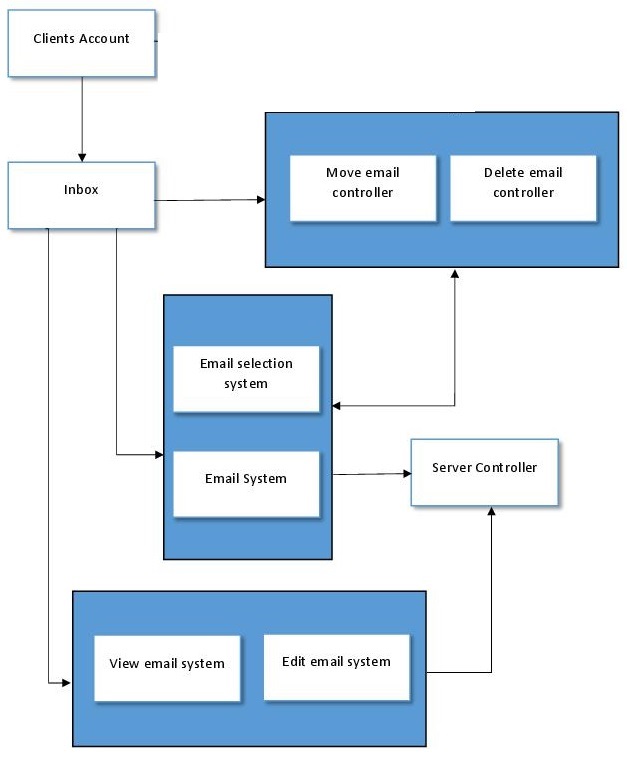 Clients Account
Inbox
Move email
controller
Delete email
controller
Email selection
system
Email System
Server Controller
View email system
Edit email system